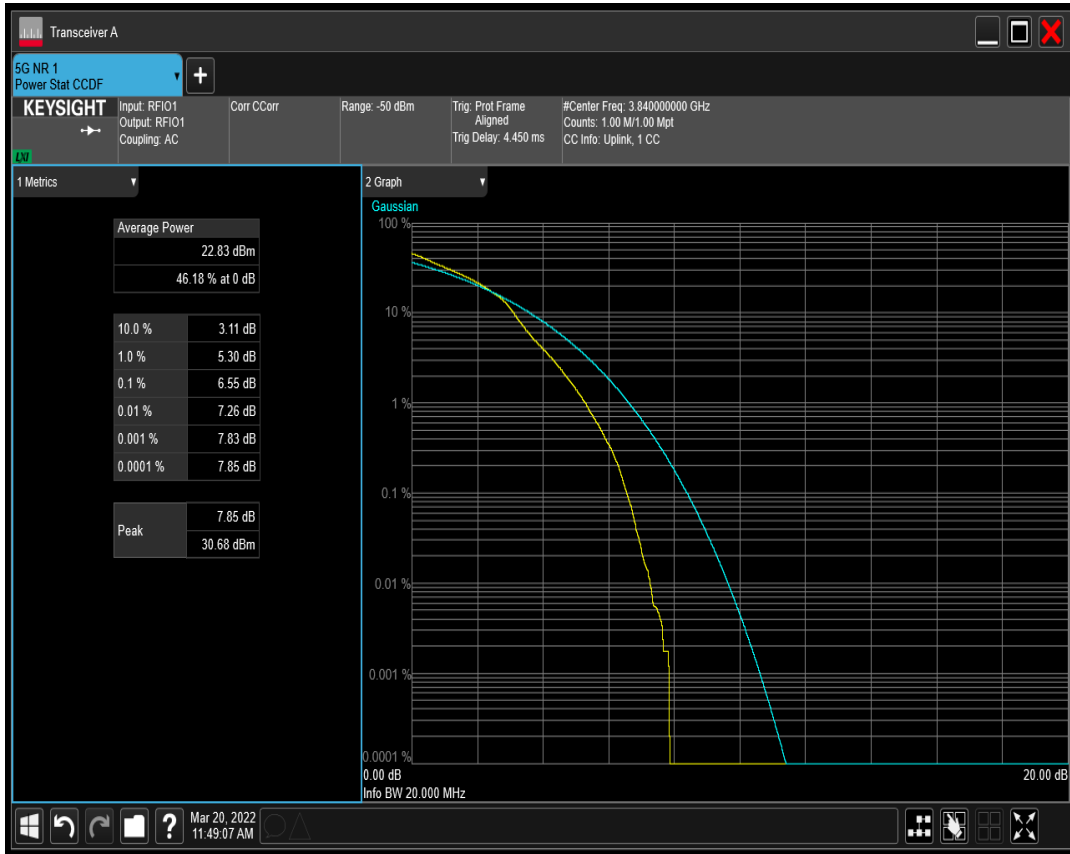 Transceiver A
5G NR 1
Power Stat CCDF
+
KEYSIGHT
LXI
Input: RFIO1
Output: RFIO1
Coupling: AC
Corr CCorr
Range: -50 dBm
Trig: Prot Frame
Aligned
Trig Delay: 4.450 ms
#Center Freq: 3.840000000 GHz
Counts: 1.00 M/1.00 Mpt
CC Info: Uplink, 1 CC
1 Metrics
Average Power
22.83 dBm
46.18 % at 0 dB
10.0 % 3.11 dB
1.0 % 5.30 dB
0.1 % 6.55 dB
0.01 % 7.26 dB
0.001 % 7.83 dB
0.0001 % 7.85 dB
Peak
7.85 dB
30.68 dBm
2 Graph
Gaussian
100 %
10 %
1 %
0.1 %
0.01 %
0.001 %
0.0001 %
0.00 dB 20.00 dB
Info BW 20.000 MHz
?
Mar 20, 2022
11:49:07 AM